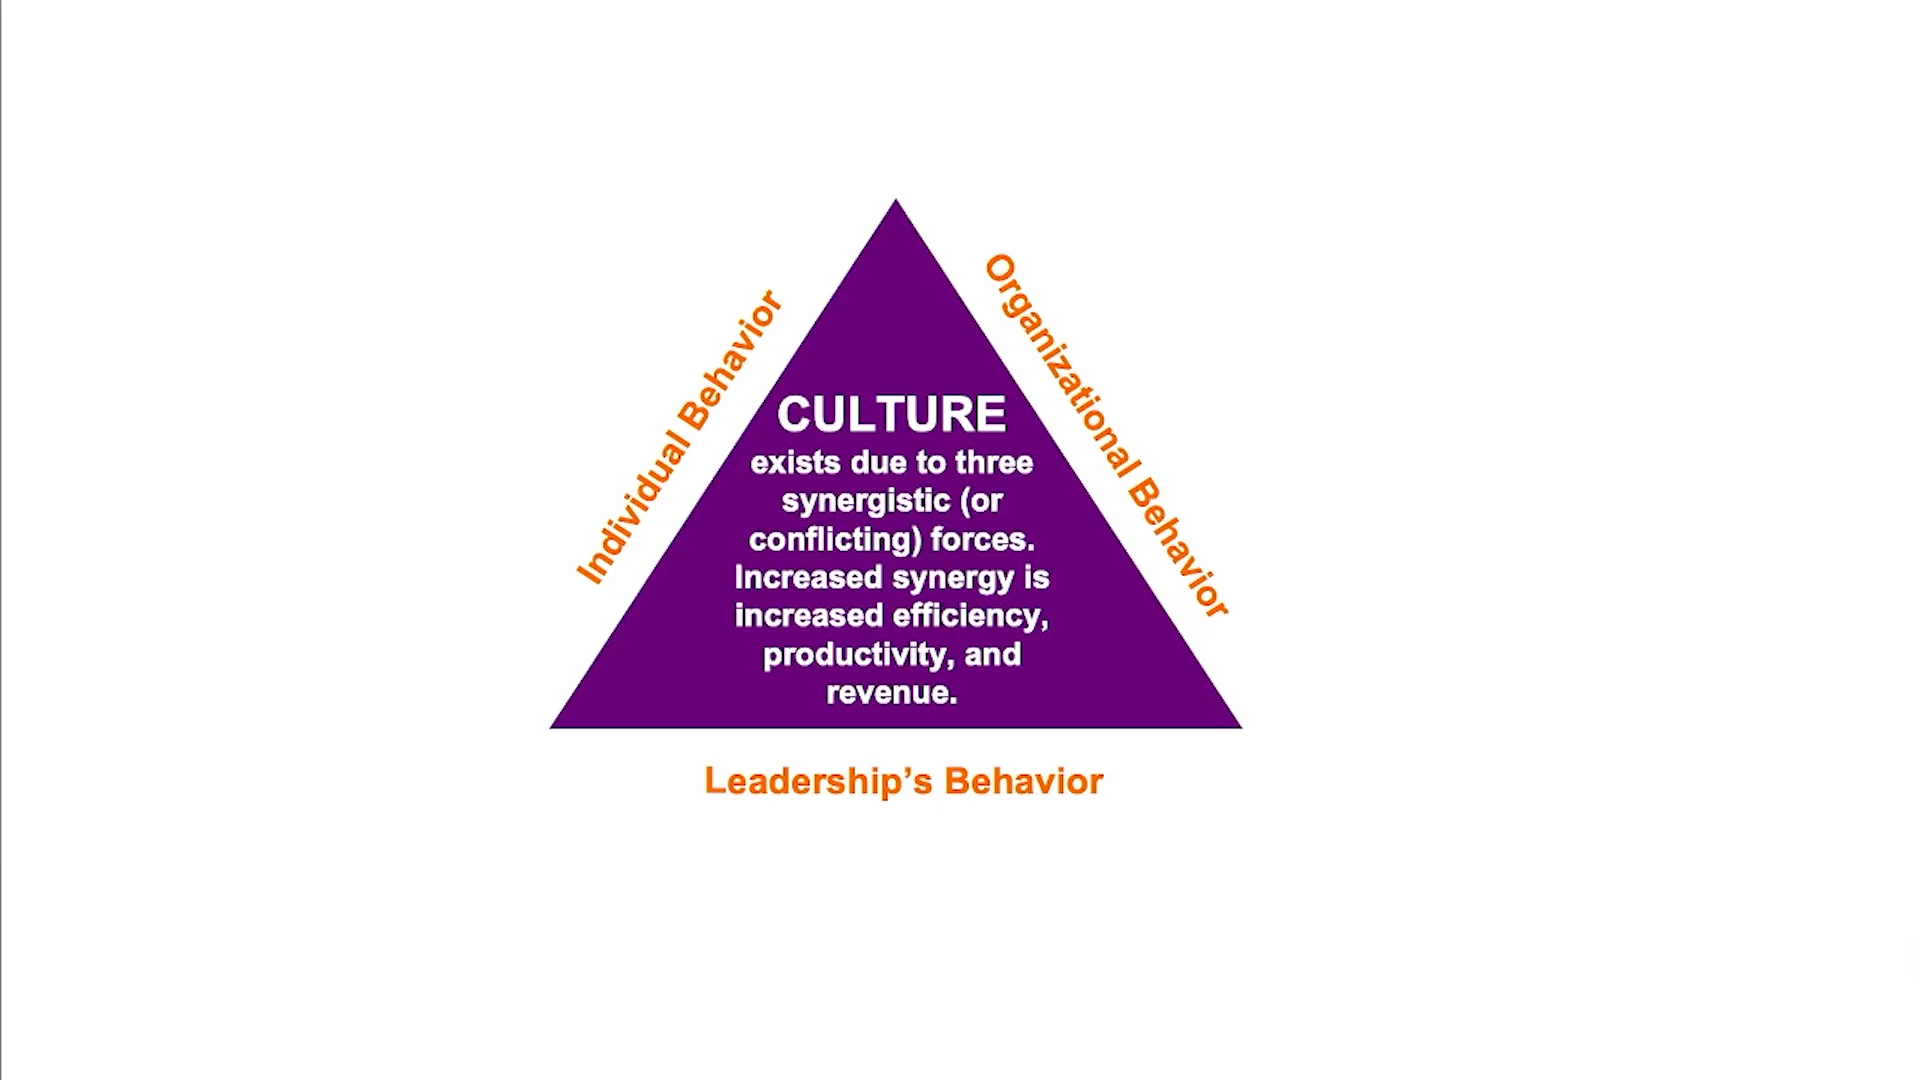 Individual Behavior
Organizational Behavior
CULTURE
exists due to three
synergistic (or
conflicting) forces.
Increased synergy is
increased efficiency,
productivity, and
revenue.
Leadership’s Behavior